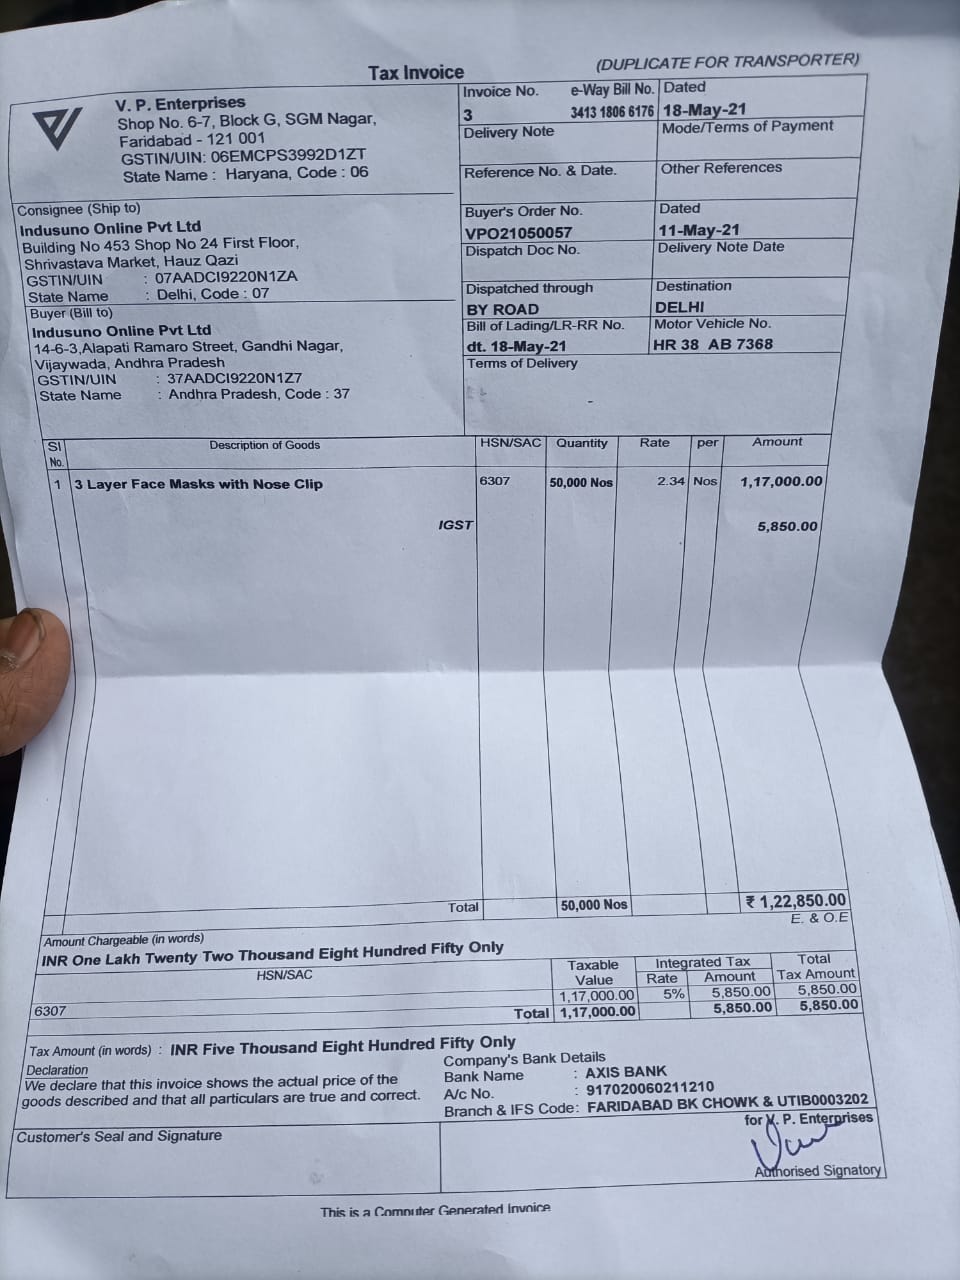 Tax Invoice
(DUPLICATE FOR TRANSPORTER)
V. P. Enterprises
Shop No. 6-7, Block G, SGM Nagar,
Faridabad - 121 001
GSTIN/UIN: 06EMCPS3992D1ZT
State Name : Haryana, Code : 06
Invoice No. e-Way Bill No.
3 3413 1806 6176
Dated
18-May-21
Delivery Note
Mode/Terms of Payment
Reference No. & Date.
Other References
Consignee (Ship to)
Indusuno Online Pvt Ltd
Building No 453 Shop No 24 First Floor,
Shrivastava Market, Hauz Qazi
GSTIN/UIN : 07AADCI9220N1ZA
State Name : Delhi, Code : 07
Buyer's Order No.
VPO21050057
Dated
11-May-21
Dispatch Doc No.
Delivery Note Date
Dispatched through
BY ROAD
Destination
DELHI
Buyer (Bill to)
Indusuno Online Pvt Ltd
14-6-3,Alapati Ramaro Street, Gandhi Nagar,
Vijaywada, Andhra Pradesh
GSTIN/UIN : 37AADCI9220N1Z7
State Name : Andhra Pradesh, Code : 37
Bill of Lading/LR-RR No.
dt. 18-May-21
Motor Vehicle No.
HR 38 AB 7368
Terms of Delivery
Sl No. Description of Goods HSN/SAC Quantity Rate per Amount
1 3 Layer Face Masks with Nose Clip 6307 50,000 Nos 2.34 Nos 1,17,000.00
IGST 5,850.00
Total 50,000 Nos ₹ 1,22,850.00
E. & O.E
Amount Chargeable (in words)
INR One Lakh Twenty Two Thousand Eight Hundred Fifty Only
HSN/SAC Taxable Value Integrated Tax Rate Amount Total Tax Amount
6307 1,17,000.00 5% 5,850.00 5,850.00
Total 1,17,000.00 5,850.00 5,850.00
Tax Amount (in words) : INR Five Thousand Eight Hundred Fifty Only
Declaration
We declare that this invoice shows the actual price of the
goods described and that all particulars are true and correct.
Company's Bank Details
Bank Name : AXIS BANK
A/c No. : 917020060211210
Branch & IFS Code: FARIDABAD BK CHOWK & UTIB0003202
Customer's Seal and Signature
for V. P. Enterprises
Authorised Signatory
This is a Computer Generated Invoice